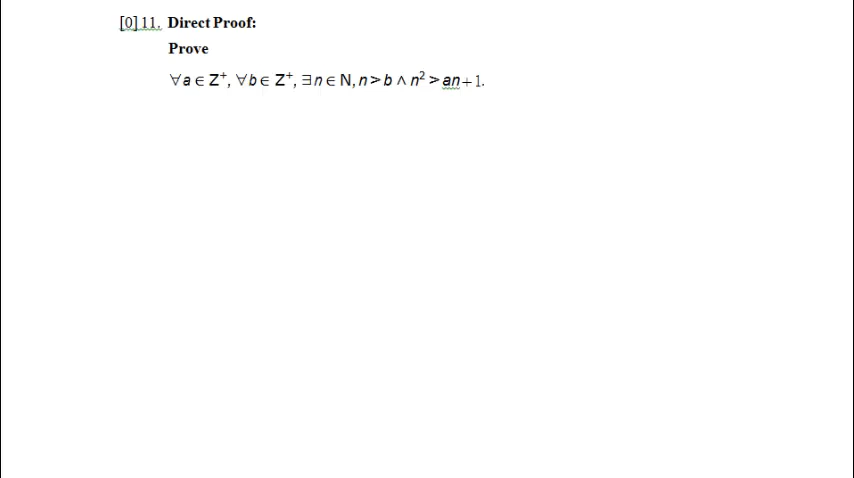 [0] 11. Direct Proof:
Prove
∀a ∈ Z⁺, ∀b ∈ Z⁺, ∃n ∈ N, n > b ∧ n² > an + 1.